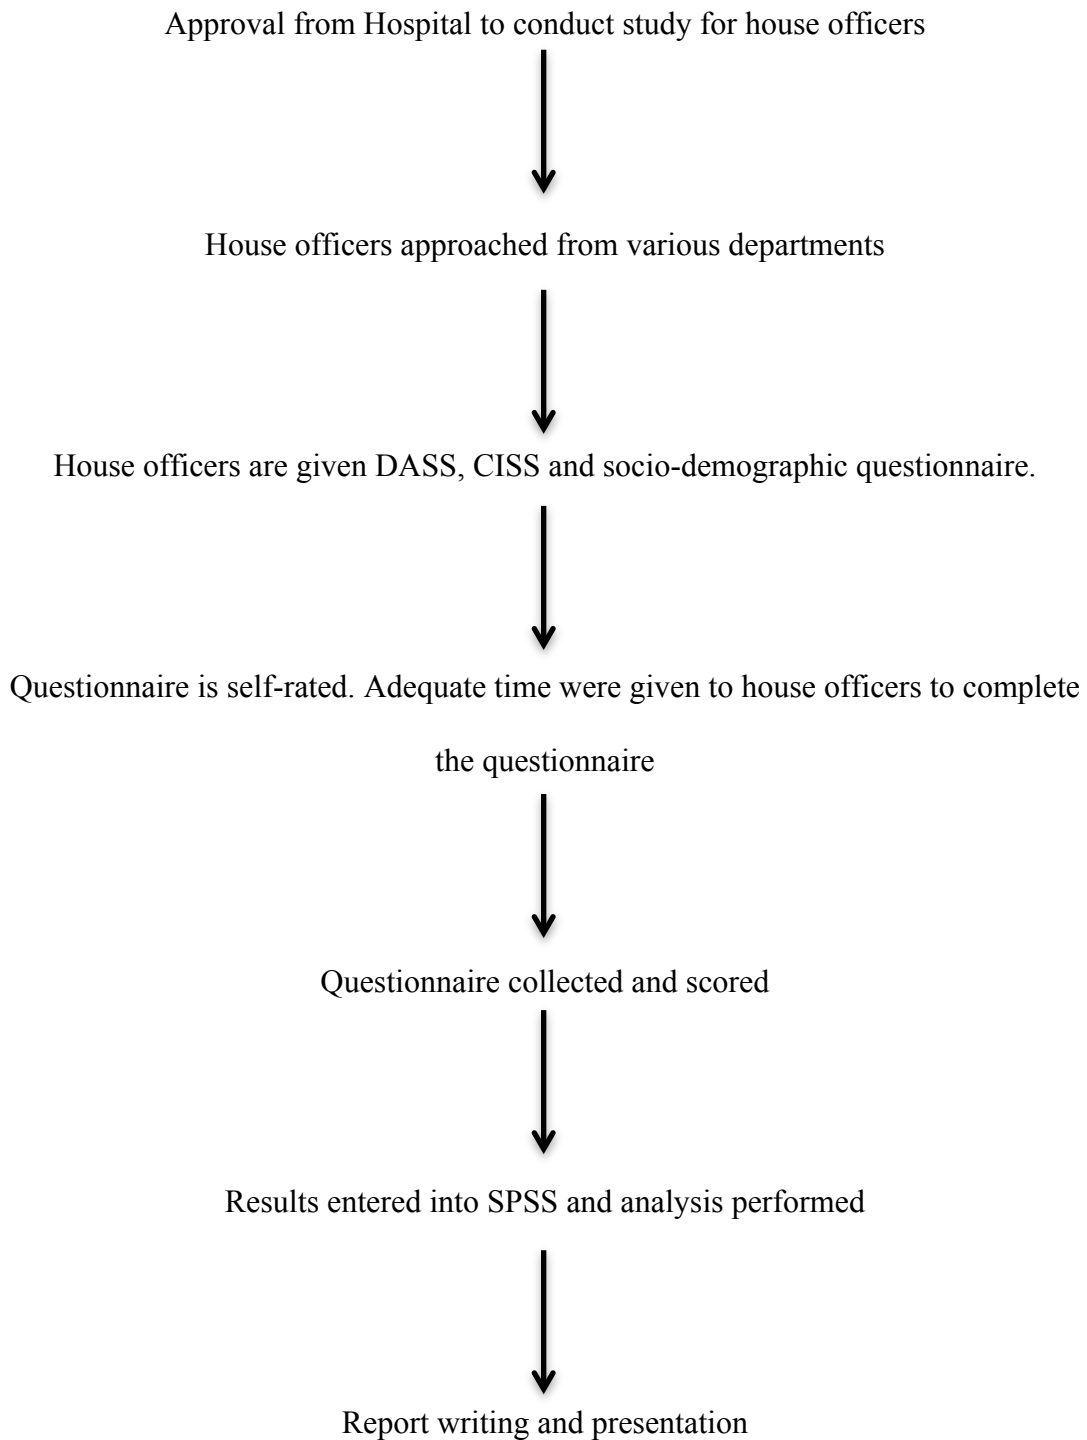 Approval from Hospital to conduct study for house officers
House officers approached from various departments
House officers are given DASS, CISS and socio-demographic questionnaire.
Questionnaire is self-rated. Adequate time were given to house officers to complete
the questionnaire
Questionnaire collected and scored
Results entered into SPSS and analysis performed
Report writing and presentation